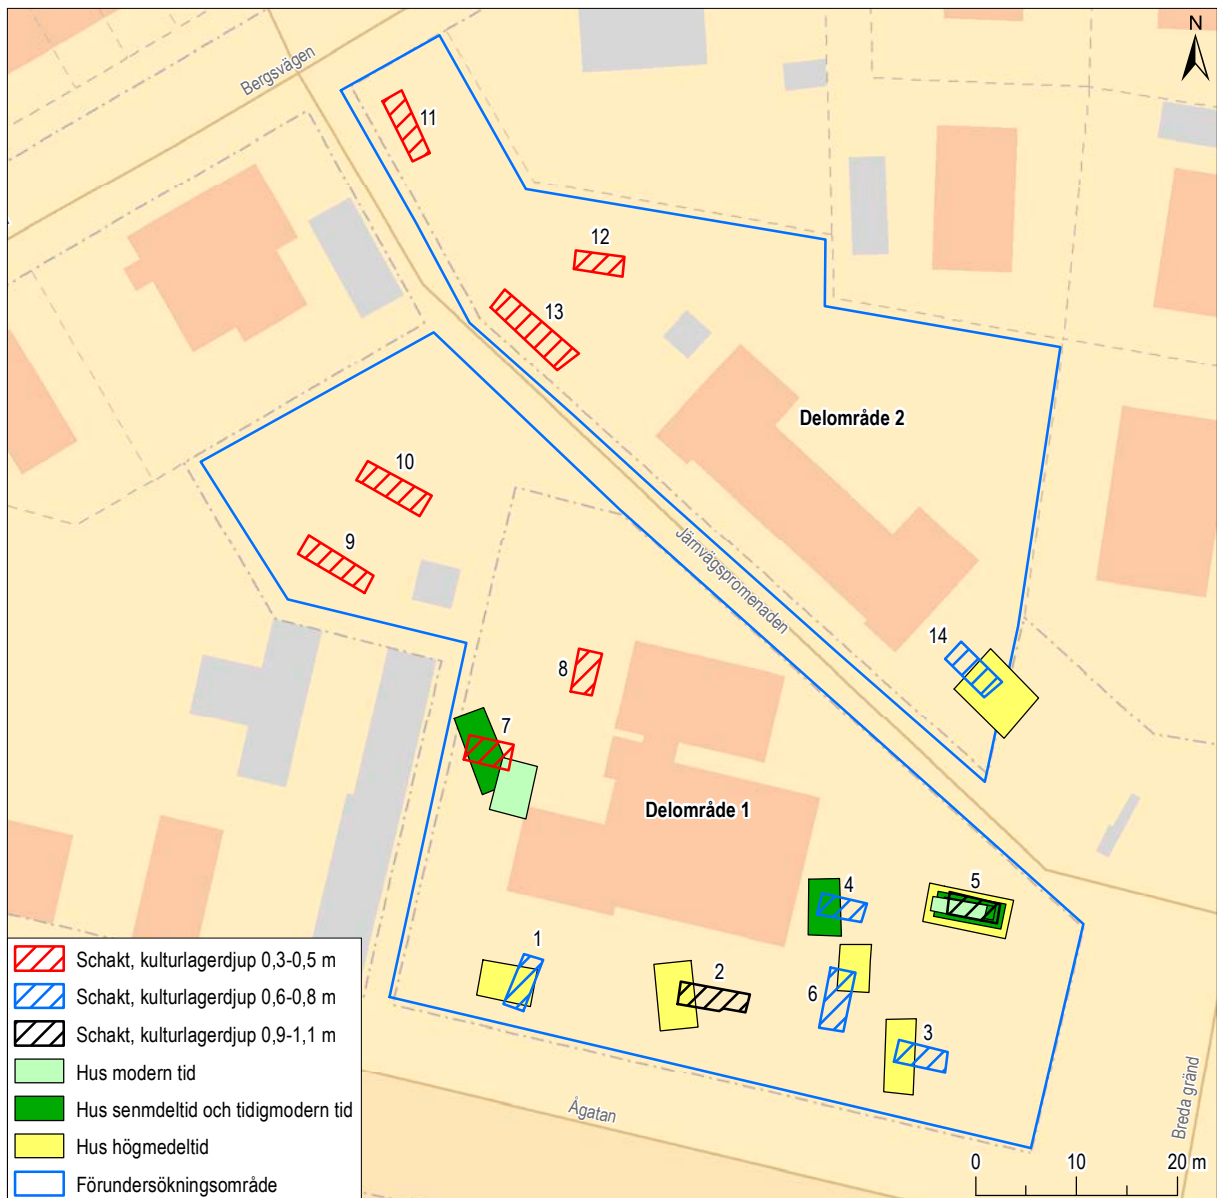 N
Bergsvägen
11
12
13
Delområde 2
10
9
Järnvägspromenaden
14
8
7
Delområde 1
4
5
1
2
6
3
Schakt, kulturlagerdjup 0,3-0,5 m
Schakt, kulturlagerdjup 0,6-0,8 m
Schakt, kulturlagerdjup 0,9-1,1 m
Hus modern tid
Hus senmdeltid och tidigmodern tid
Hus högmedeltid
Förundersökningsområde
Ågatan
Breda gränd
0 10 20 m